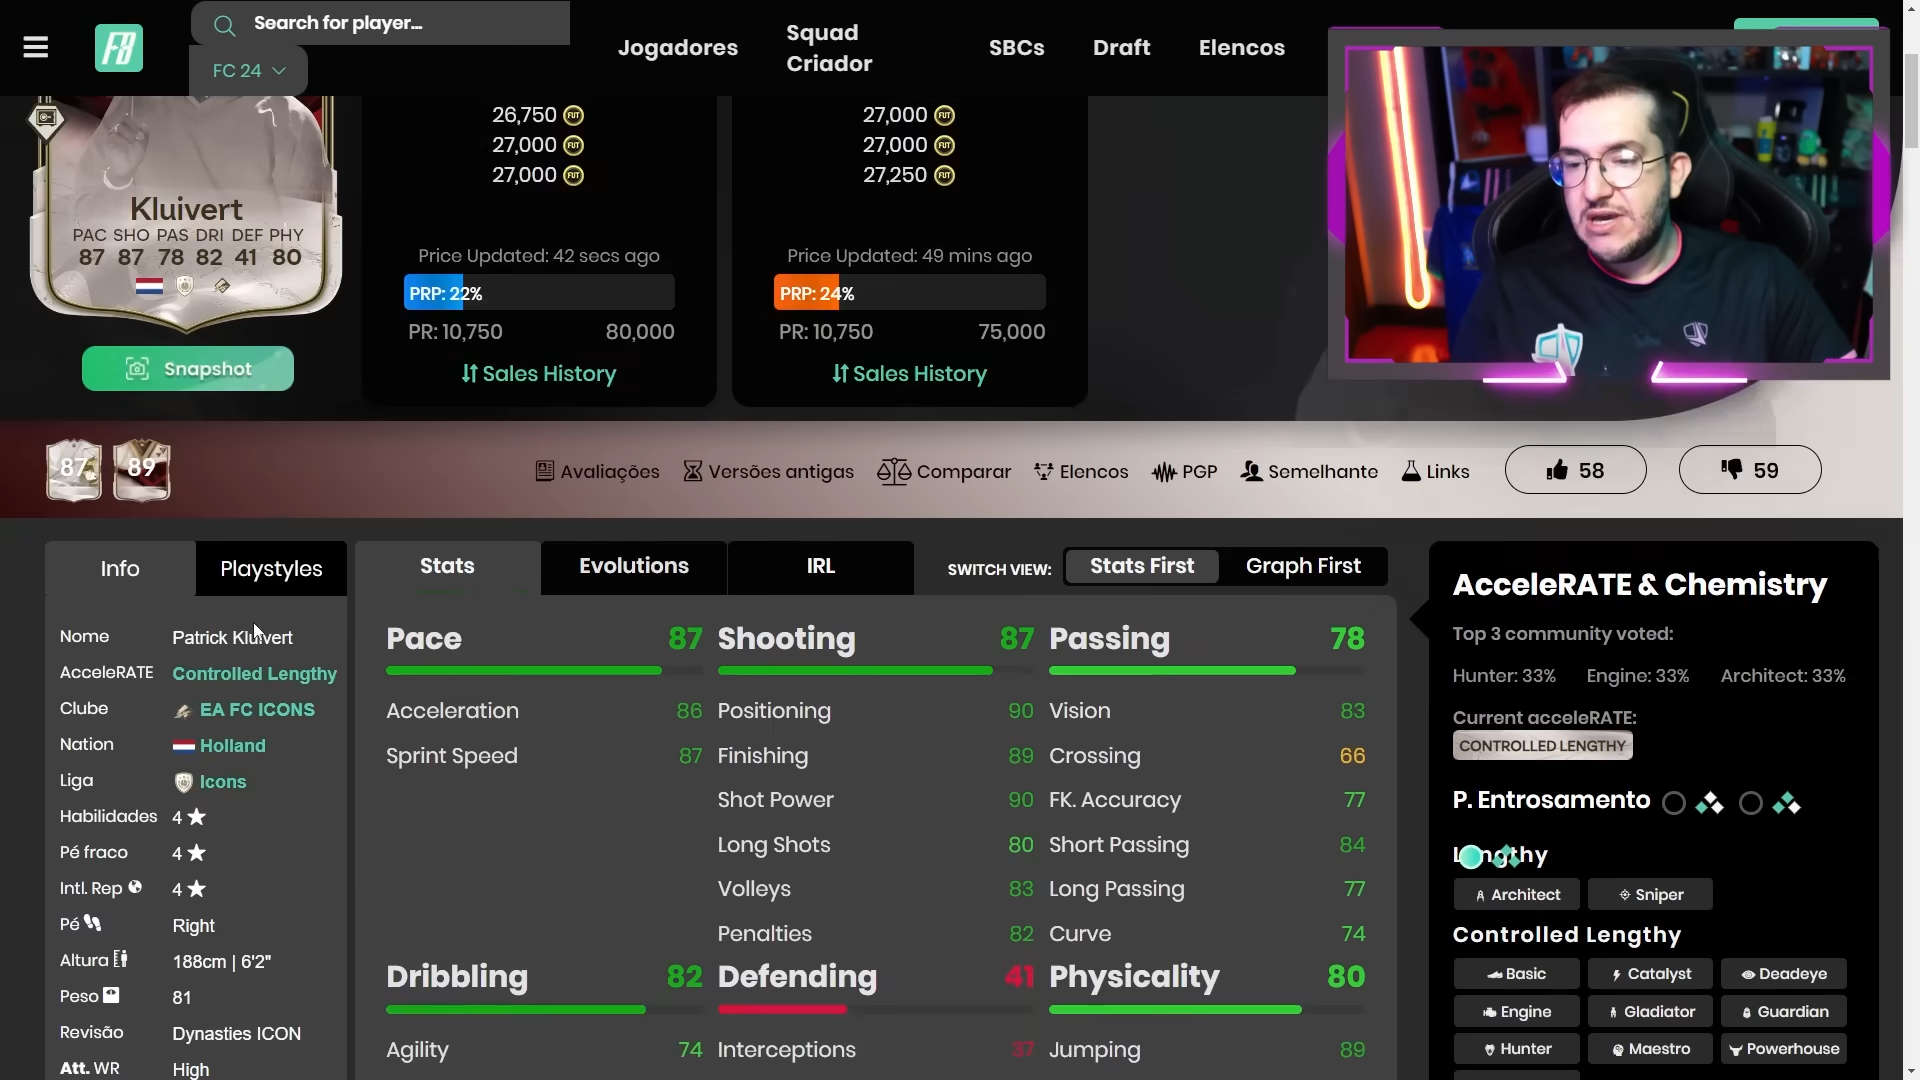 Search for player...
FC 24
Jogadores
Squad
Criador
SBCs
Draft
Elencos
26,750
27,000
27,000
27,000
27,000
27,250
Kluivert
PAC SHO PAS DRI DEF PHY
87 87 78 82 41 80
Price Updated: 42 secs ago
PRP: 22%
PR: 10,750
80,000
Sales History
Price Updated: 49 mins ago
PRP: 24%
PR: 10,750
75,000
Sales History
Snapshot
87
89
Avaliações
Versões antigas
Comparar
Elencos
PGP
Semelhante
Links
58
59
Info
Playstyles
Stats
Evolutions
IRL
SWITCH VIEW:
Stats First
Graph First
Nome Patrick Kluivert
AcceleRATE Controlled Lengthy
Clube EA FC ICONS
Nation Holland
Liga Icons
Habilidades 4
Pé fraco 4
Intl. Rep 4
Pé Right
Altura 188cm | 6'2"
Peso 81
Revisão Dynasties ICON
Att. WR High
Pace 87
Acceleration 86
Sprint Speed 87
Shooting 87
Positioning 90
Finishing 89
Shot Power 90
Long Shots 80
Volleys 83
Penalties 82
Passing 78
Vision 83
Crossing 66
FK. Accuracy 77
Short Passing 84
Long Passing 77
Curve 74
Dribbling 82
Agility 74
Defending 41
Interceptions 37
Physicality 80
Jumping 89
AcceleRATE & Chemistry
Top 3 community voted:
Hunter: 33% Engine: 33% Architect: 33%
Current acceleRATE:
CONTROLLED LENGTHY
P. Entrosamento
Lengthy
Architect
Sniper
Controlled Lengthy
Basic
Catalyst
Deadeye
Engine
Gladiator
Guardian
Hunter
Maestro
Powerhouse